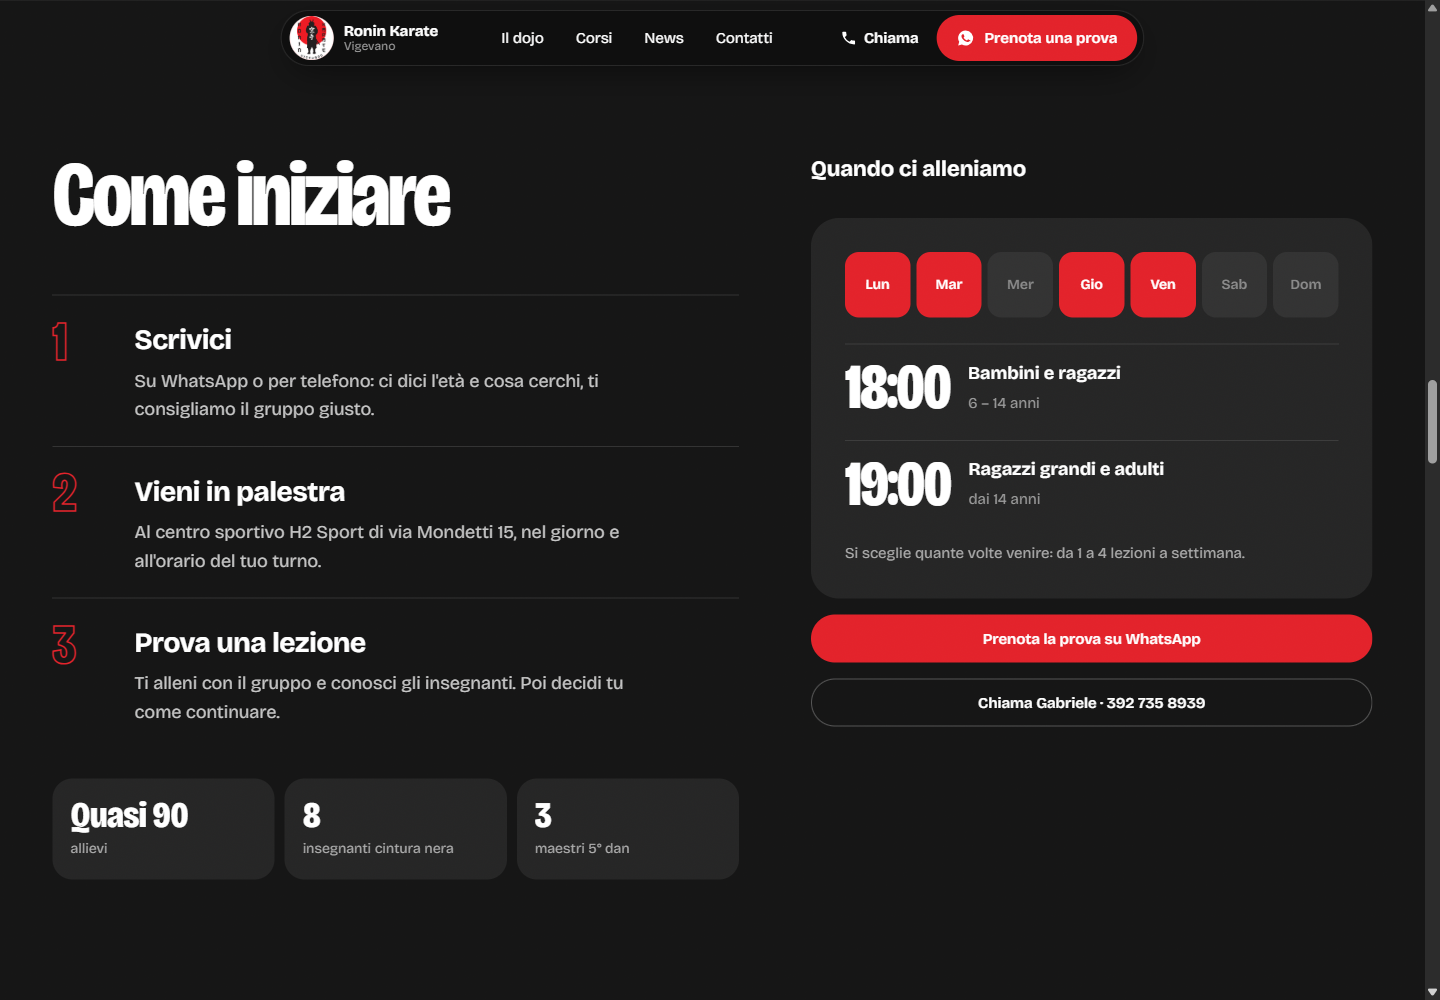 Ronin Karate
Vigevano
Il dojo
Corsi
News
Contatti
Chiama
Prenota una prova
Come iniziare
1
Scrivici
Su WhatsApp o per telefono: ci dici l'età e cosa cerchi, ti
consigliamo il gruppo giusto.
2
Vieni in palestra
Al centro sportivo H2 Sport di via Mondetti 15, nel giorno e
all'orario del tuo turno.
3
Prova una lezione
Ti alleni con il gruppo e conosci gli insegnanti. Poi decidi tu
come continuare.
Quasi 90
allievi
8
insegnanti cintura nera
3
maestri 5° dan
Quando ci alleniamo
Lun
Mar
Mer
Gio
Ven
Sab
Dom
18:00
Bambini e ragazzi
6 – 14 anni
19:00
Ragazzi grandi e adulti
dai 14 anni
Si sceglie quante volte venire: da 1 a 4 lezioni a settimana.
Prenota la prova su WhatsApp
Chiama Gabriele · 392 735 8939